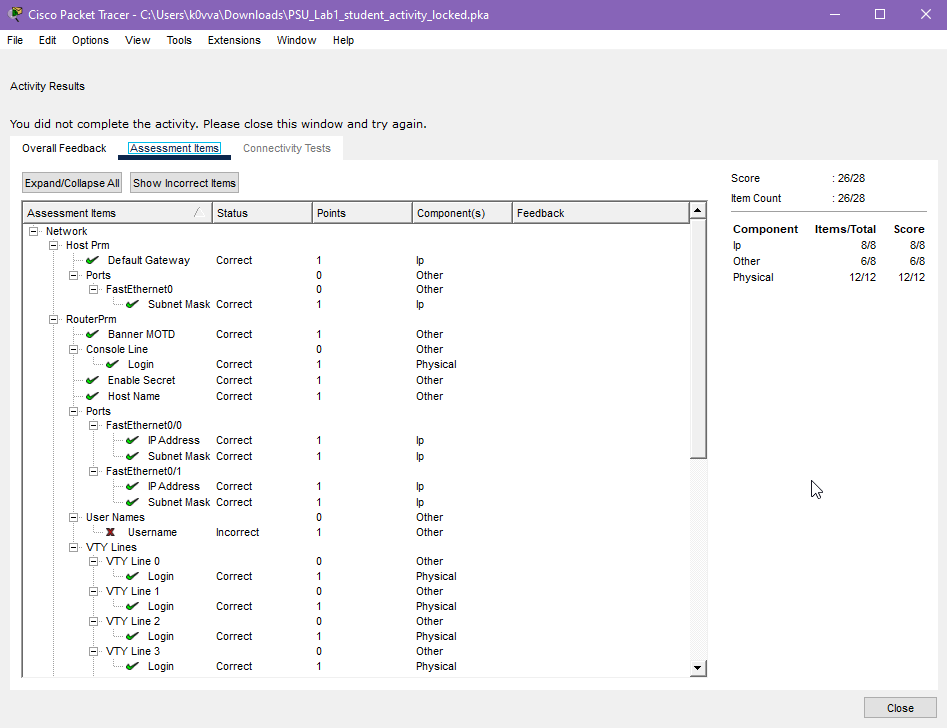 Cisco Packet Tracer - C:\Users\k0vva\Downloads\PSU_Lab1_student_activity_locked.pka
File Edit Options View Tools Extensions Window Help
Activity Results
You did not complete the activity. Please close this window and try again.
Overall Feedback Assessment Items Connectivity Tests
Expand/Collapse All Show Incorrect Items
Assessment Items Status Points Component(s) Feedback
Network
Host Prm
Default Gateway Correct 1 Ip
Ports 0 Other
FastEthernet0 0 Other
Subnet Mask Correct 1 Ip
RouterPrm
Banner MOTD Correct 1 Other
Console Line 0 Other
Login Correct 1 Physical
Enable Secret Correct 1 Other
Host Name Correct 1 Other
Ports
FastEthernet0/0
IP Address Correct 1 Ip
Subnet Mask Correct 1 Ip
FastEthernet0/1
IP Address Correct 1 Ip
Subnet Mask Correct 1 Ip
User Names 0 Other
Username Incorrect 1 Other
VTY Lines
VTY Line 0 0 Other
Login Correct 1 Physical
VTY Line 1 0 Other
Login Correct 1 Physical
VTY Line 2 0 Other
Login Correct 1 Physical
VTY Line 3 0 Other
Login Correct 1 Physical
Score : 26/28
Item Count : 26/28
Component Items/Total Score
Ip 8/8 8/8
Other 6/8 6/8
Physical 12/12 12/12
Close